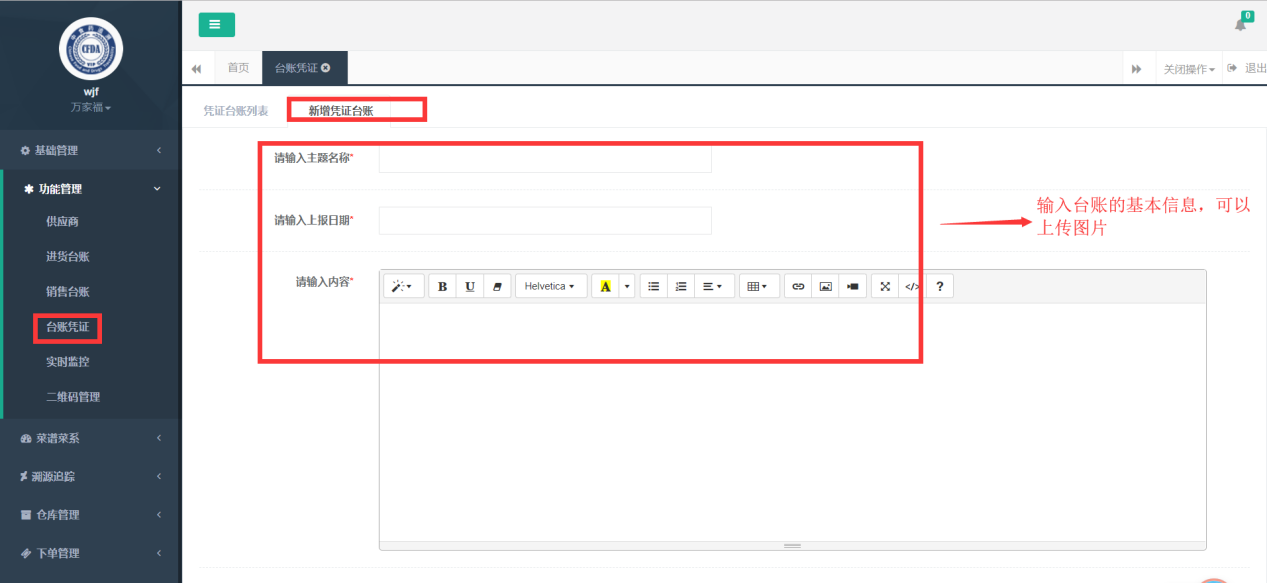 CFDA
wjf
万家福
基础管理
功能管理
供应商
进货台账
销售台账
台账凭证
实时监控
二维码管理
菜谱菜系
溯源追踪
仓库管理
下单管理
0
首页
台账凭证
关闭操作
退出
凭证台账列表
新增凭证台账
请输入主题名称*
请输入上报日期*
请输入内容*
B U Helvetica A </> ?
输入台账的基本信息，可以
上传图片